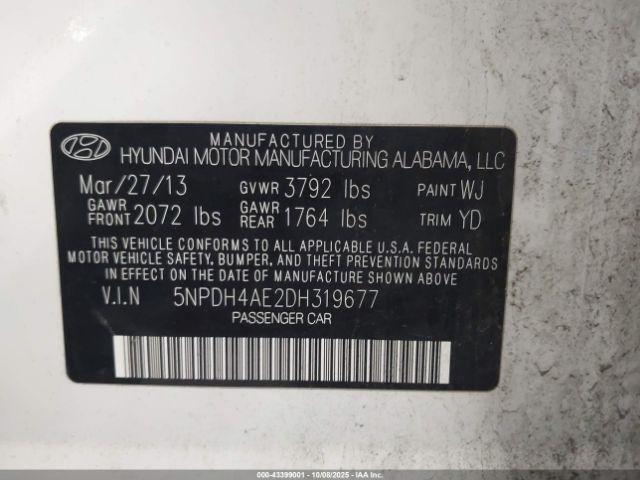 MANUFACTURED BY
HYUNDAI MOTOR MANUFACTURING ALABAMA, LLC
Mar/27/13 GVWR 3792 lbs PAINT WJ
GAWR FRONT 2072 lbs GAWR REAR 1764 lbs TRIM YD
THIS VEHICLE CONFORMS TO ALL APPLICABLE U.S.A. FEDERAL
MOTOR VEHICLE SAFETY, BUMPER, AND THEFT PREVENTION STANDARDS
IN EFFECT ON THE DATE OF MANUFACTURE SHOWN ABOVE
V.I.N 5NPDH4AE2DH319677
PASSENGER CAR
000-43399001 | 10/08/2025 | IAA Inc.